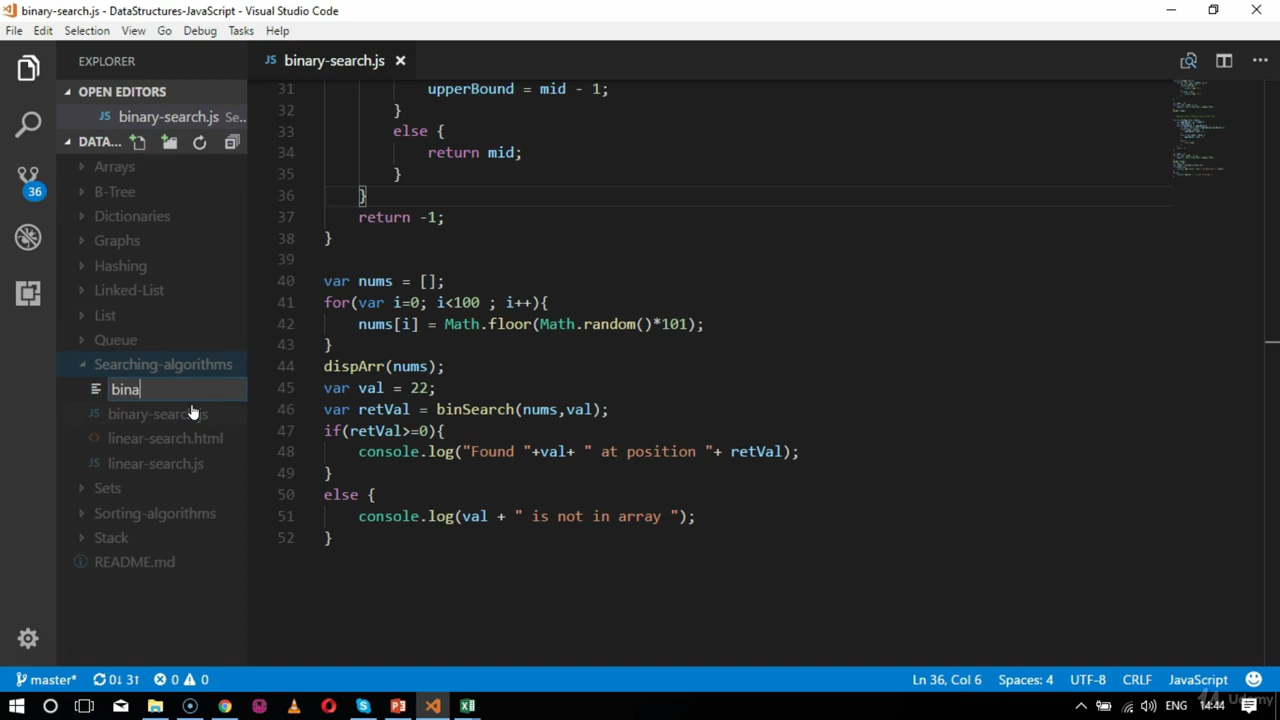 binary-search.js - DataStructures-JavaScript - Visual Studio Code
File Edit Selection View Go Debug Tasks Help
EXPLORER
OPEN EDITORS
JS binary-search.js Se...
DATA...
Arrays
B-Tree
Dictionaries
Graphs
Hashing
Linked-List
List
Queue
Searching-algorithms
bina
JS binary-search.js
<> linear-search.html
JS linear-search.js
Sets
Sorting-algorithms
Stack
README.md
36
JS binary-search.js
31 upperBound = mid - 1;
32 }
33 else {
34 return mid;
35 }
36 }
37 return -1;
38 }
39
40 var nums = [];
41 for(var i=0; i<100 ; i++){
42 nums[i] = Math.floor(Math.random()*101);
43 }
44 dispArr(nums);
45 var val = 22;
46 var retVal = binSearch(nums,val);
47 if(retVal>=0){
48 console.log("Found "+val+ " at position "+ retVal);
49 }
50 else {
51 console.log(val + " is not in array ");
52 }
master* 0↓ 3↑ 0 0 Ln 36, Col 6 Spaces: 4 UTF-8 CRLF JavaScript
ENG 14:44
Udemy